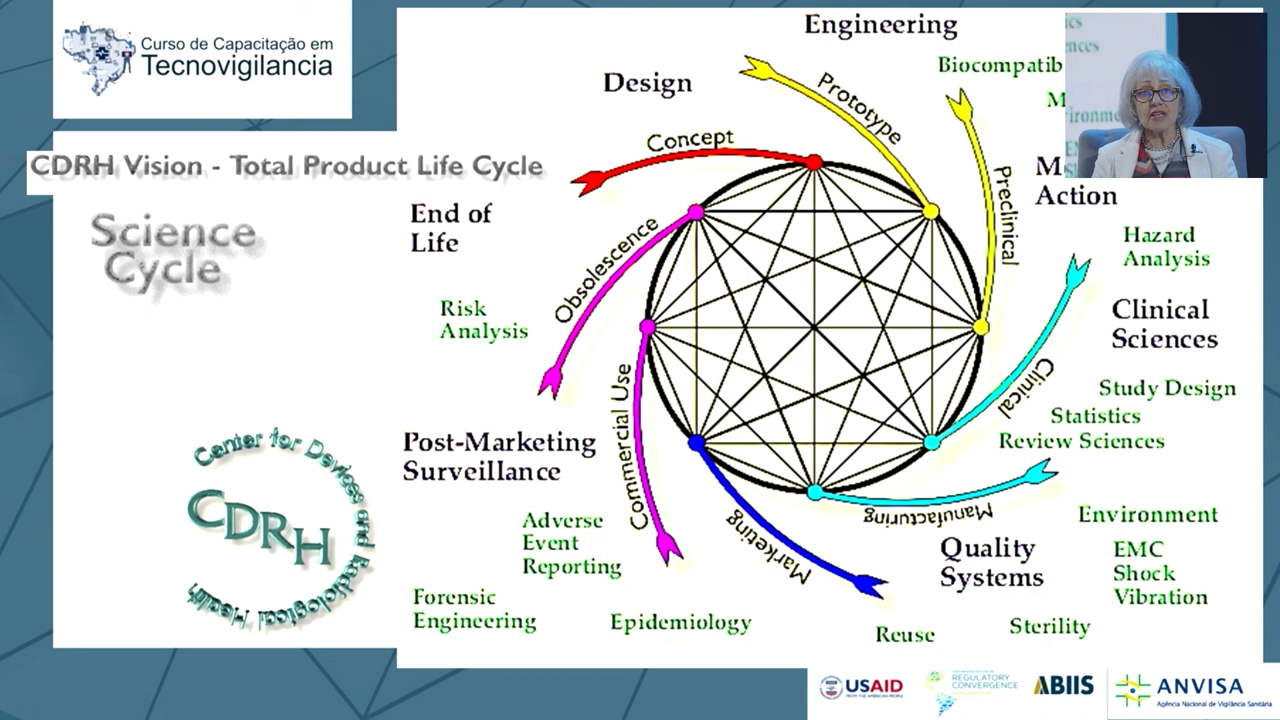 Curso de Capacitação em
Tecnovigilancia
CDRH Vision - Total Product Life Cycle
Science
Cycle
Center for Devices and Radiological Health
CDRH
Engineering
Design
Prototype
Concept
Preclinical
Action
End of
Life
Obsolescence
Risk
Analysis
Hazard
Analysis
Clinical
Sciences
Clinical
Study Design
Statistics
Review Sciences
Commercial Use
Post-Marketing
Surveillance
Adverse
Event
Reporting
Forensic
Engineering
Epidemiology
Marketing
Manufacturing
Quality
Systems
Environment
EMC
Shock
Vibration
Reuse
Sterility
USAID
FROM THE AMERICAN PEOPLE
REGULATORY
CONVERGENCE
ABIIS
ANVISA
Agência Nacional de Vigilância Sanitária